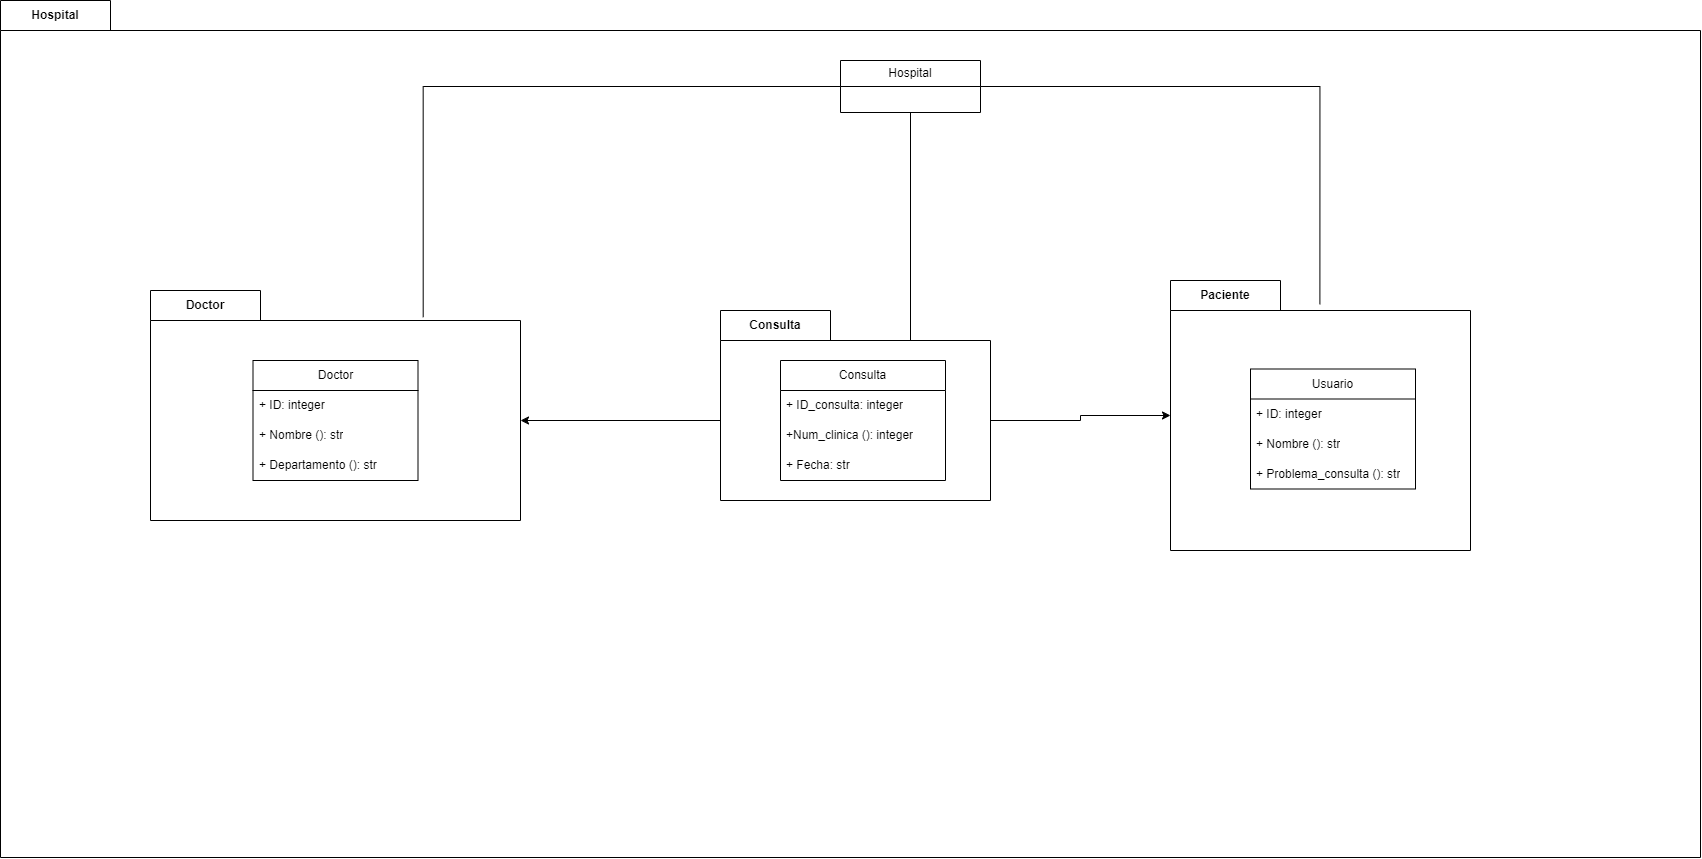 Hospital
Hospital
Doctor
Doctor
+ ID: integer
+ Nombre (): str
+ Departamento (): str
Consulta
Consulta
+ ID_consulta: integer
+Num_clinica (): integer
+ Fecha: str
Paciente
Usuario
+ ID: integer
+ Nombre (): str
+ Problema_consulta (): str